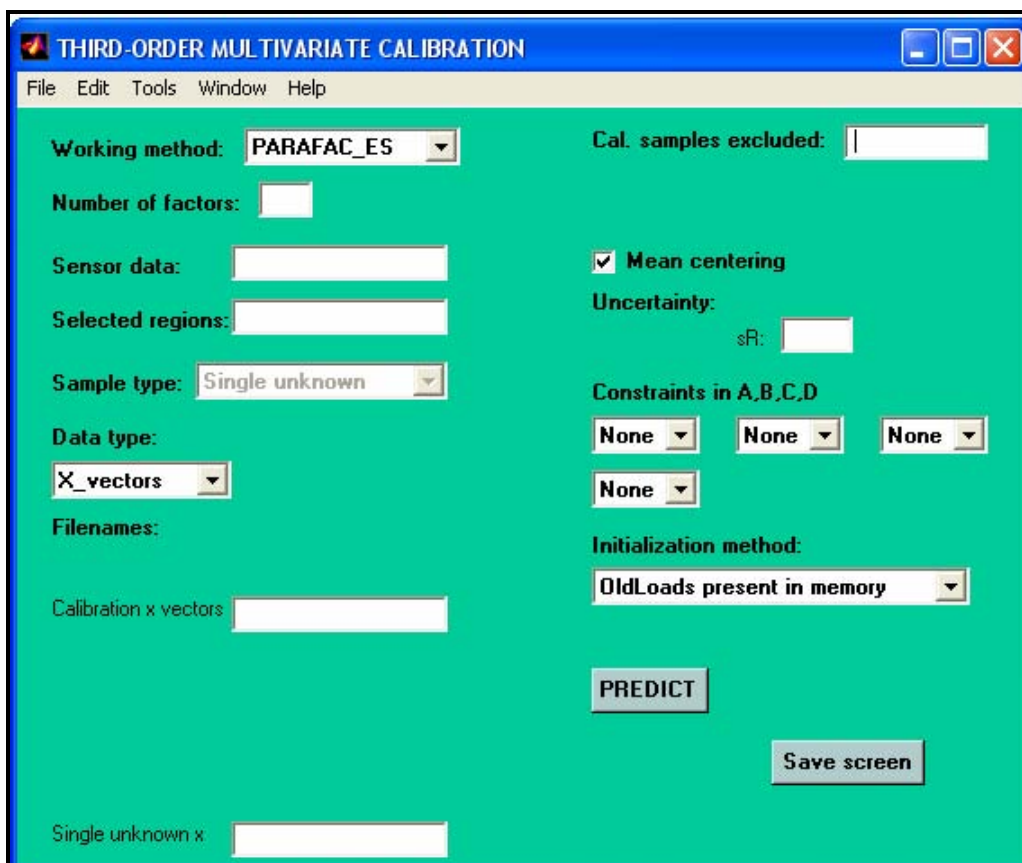 THIRD-ORDER MULTIVARIATE CALIBRATION
File Edit Tools Window Help
Working method: PARAFAC_ES
Number of factors:
Sensor data:
Selected regions:
Sample type: Single unknown
Data type:
X_vectors
Filenames:
Calibration x vectors
Single unknown x
Cal. samples excluded:
Mean centering
Uncertainty:
sR:
Constraints in A,B,C,D
None None None
None
Initialization method:
OldLoads present in memory
PREDICT
Save screen